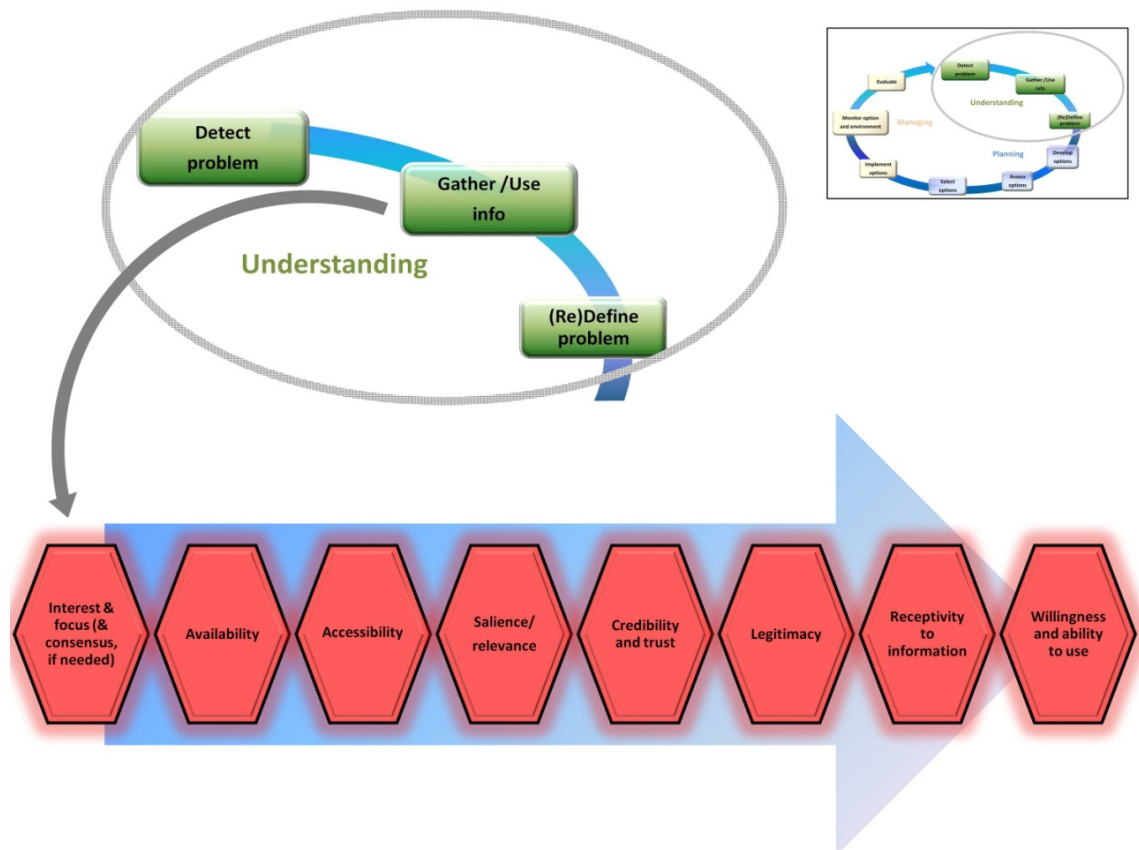 Detect
problem
Gather /Use
info
Understanding
(Re)Define
problem
Detect
problem
Gather /Use
info
Understanding
(Re)Define
problem
Evaluate
Monitor option
and environment
Managing
Planning
Develop
options
Implement
options
Select
options
Assess
options
Interest &
focus (&
consensus,
if needed)
Availability
Accessibility
Salience/
relevance
Credibility
and trust
Legitimacy
Receptivity
to
information
Willingness
and ability
to use